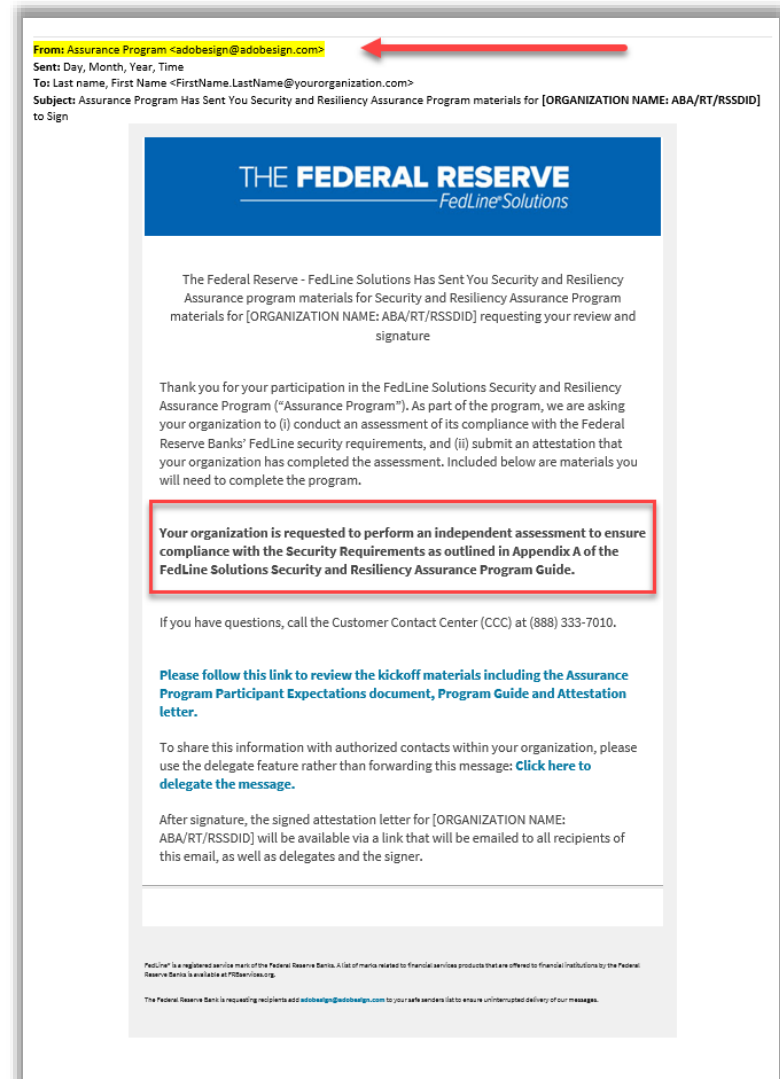 From: Assurance Program <adobesign@adobesign.com>
Sent: Day, Month, Year, Time
To: Last name, First Name <FirstName.LastName@yourorganization.com>
Subject: Assurance Program Has Sent You Security and Resiliency Assurance Program materials for [ORGANIZATION NAME: ABA/RT/RSSDID]
to Sign
THE FEDERAL RESERVE
FedLine® Solutions
The Federal Reserve - FedLine Solutions Has Sent You Security and Resiliency
Assurance program materials for Security and Resiliency Assurance Program
materials for [ORGANIZATION NAME: ABA/RT/RSSDID] requesting your review and
signature
Thank you for your participation in the FedLine Solutions Security and Resiliency
Assurance Program ("Assurance Program"). As part of the program, we are asking
your organization to (i) conduct an assessment of its compliance with the Federal
Reserve Banks' FedLine security requirements, and (ii) submit an attestation that
your organization has completed the assessment. Included below are materials you
will need to complete the program.
Your organization is requested to perform an independent assessment to ensure
compliance with the Security Requirements as outlined in Appendix A of the
FedLine Solutions Security and Resiliency Assurance Program Guide.
If you have questions, call the Customer Contact Center (CCC) at (888) 333-7010.
Please follow this link to review the kickoff materials including the Assurance
Program Participant Expectations document, Program Guide and Attestation
letter.
To share this information with authorized contacts within your organization, please
use the delegate feature rather than forwarding this message: Click here to
delegate the message.
After signature, the signed attestation letter for [ORGANIZATION NAME:
ABA/RT/RSSDID] will be available via a link that will be emailed to all recipients of
this email, as well as delegates and the signer.
FedLine® is a registered service mark of the Federal Reserve Banks. A list of marks related to financial services products that are offered to financial institutions by the Federal
Reserve Banks is available at FRBservices.org.
The Federal Reserve Bank is requesting recipients add adobesign@adobesign.com to your safe senders list to ensure uninterrupted delivery of our messages.